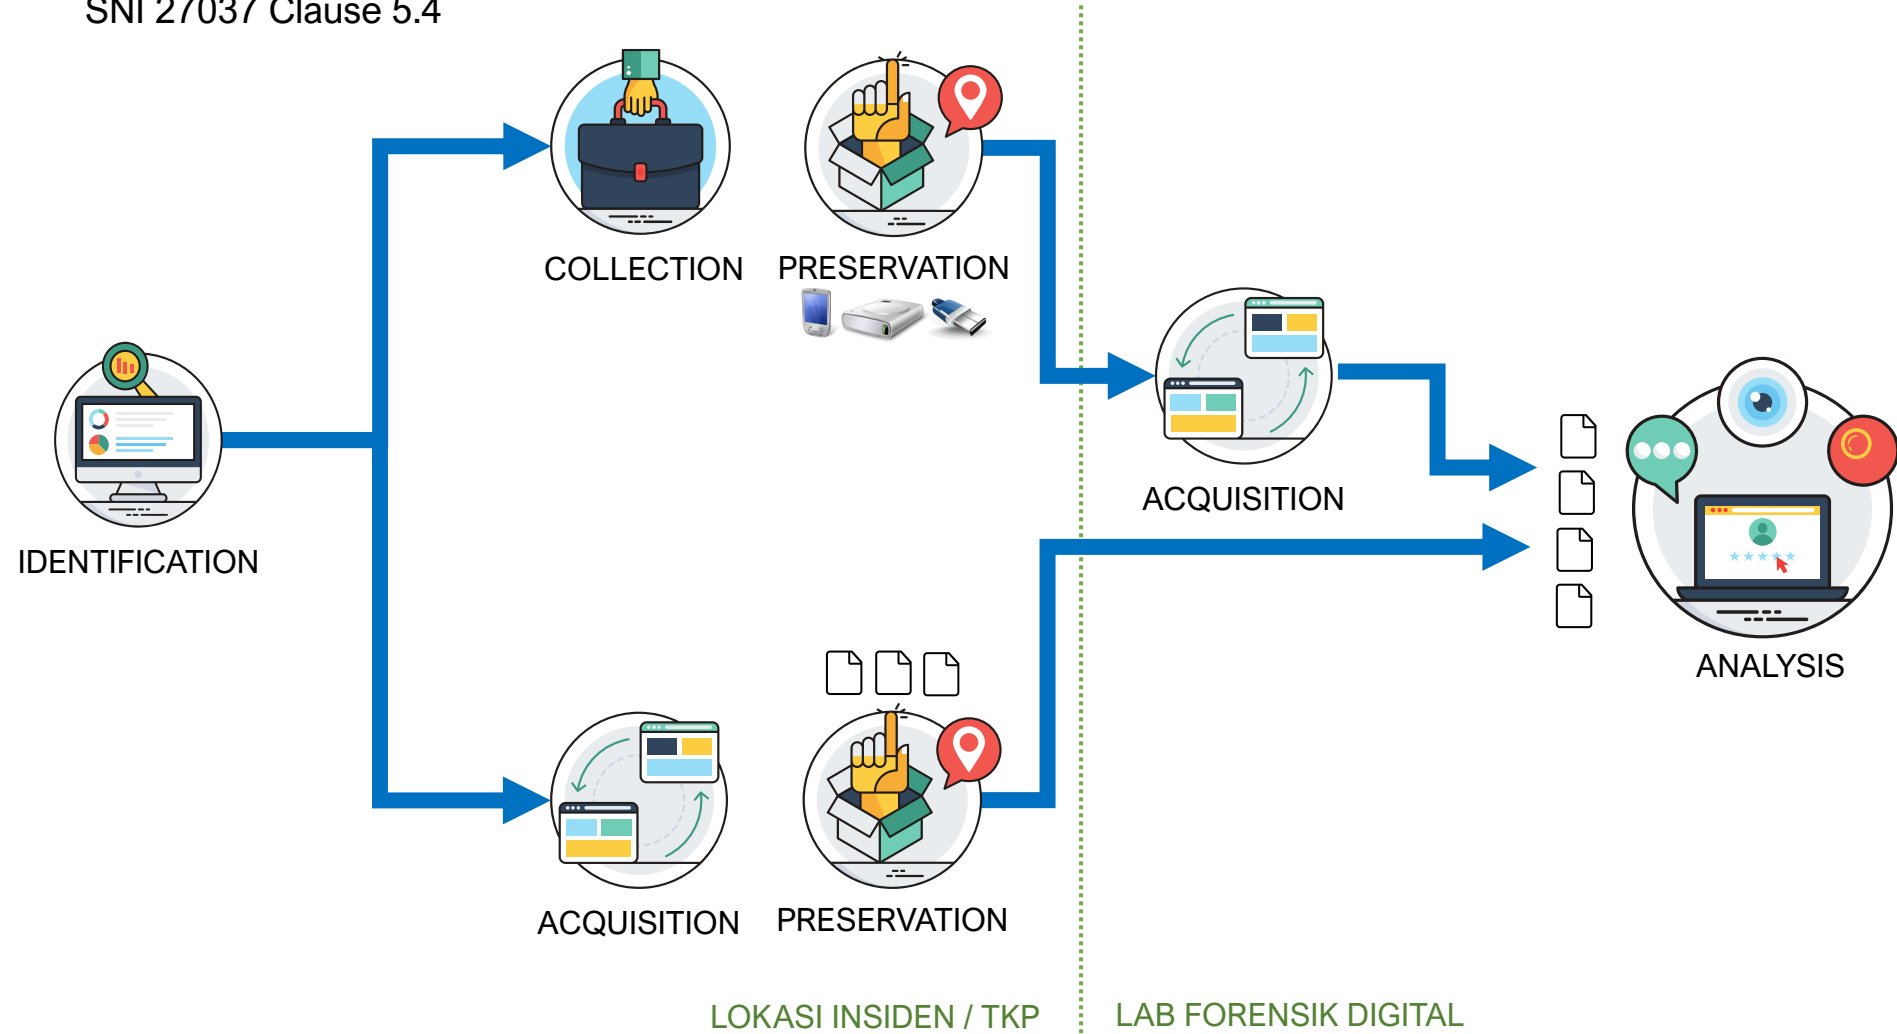 SNI 27037 Clause 5.4
COLLECTION
PRESERVATION
IDENTIFICATION
ACQUISITION
ANALYSIS
ACQUISITION
PRESERVATION
LOKASI INSIDEN / TKP
LAB FORENSIK DIGITAL